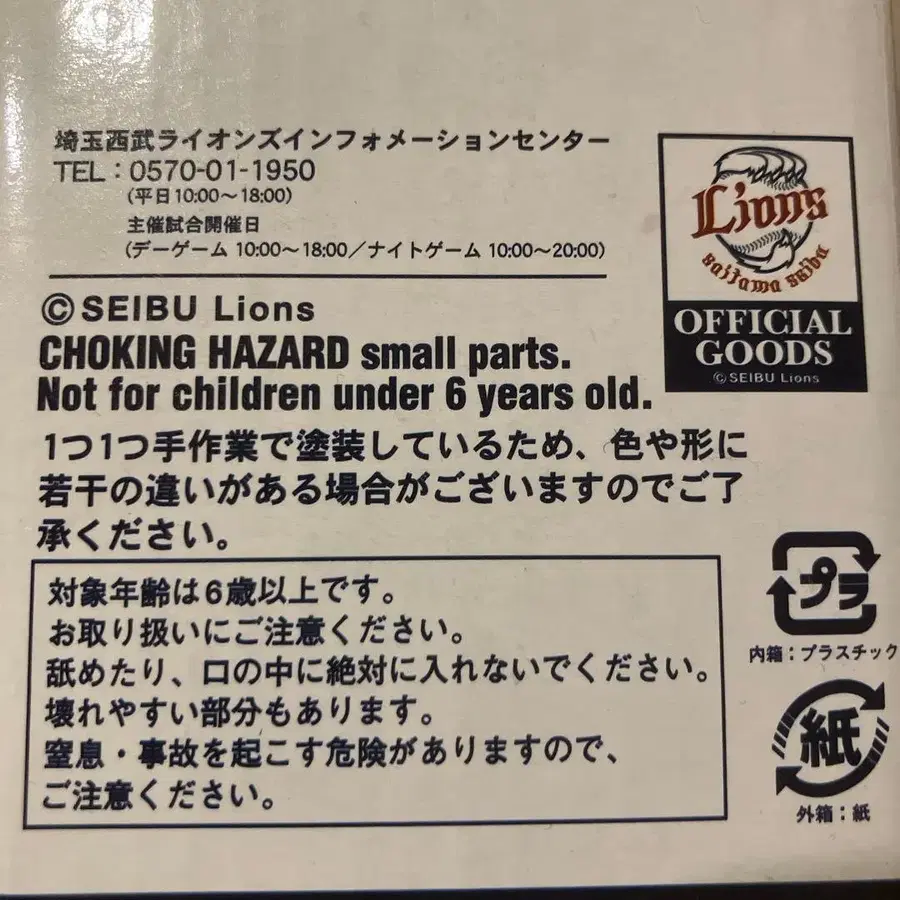 埼玉西武ライオンズインフォメーションセンター
TEL：0570-01-1950
(平日10:00〜18:00)
主催試合開催日
(デーゲーム 10:00〜18:00／ナイトゲーム 10:00〜20:00)
©SEIBU Lions
CHOKING HAZARD small parts.
Not for children under 6 years old.
1つ1つ手作業で塗装しているため、色や形に
若干の違いがある場合がございますのでご了
承ください。
対象年齢は6歳以上です。
お取り扱いにご注意ください。
舐めたり、口の中に絶対に入れないでください。
壊れやすい部分もあります。
窒息・事故を起こす危険がありますので、
ご注意ください。
Lions
saitama seibu
OFFICIAL
GOODS
©SEIBU Lions
プラ
内箱：プラスチック
紙
外箱：紙